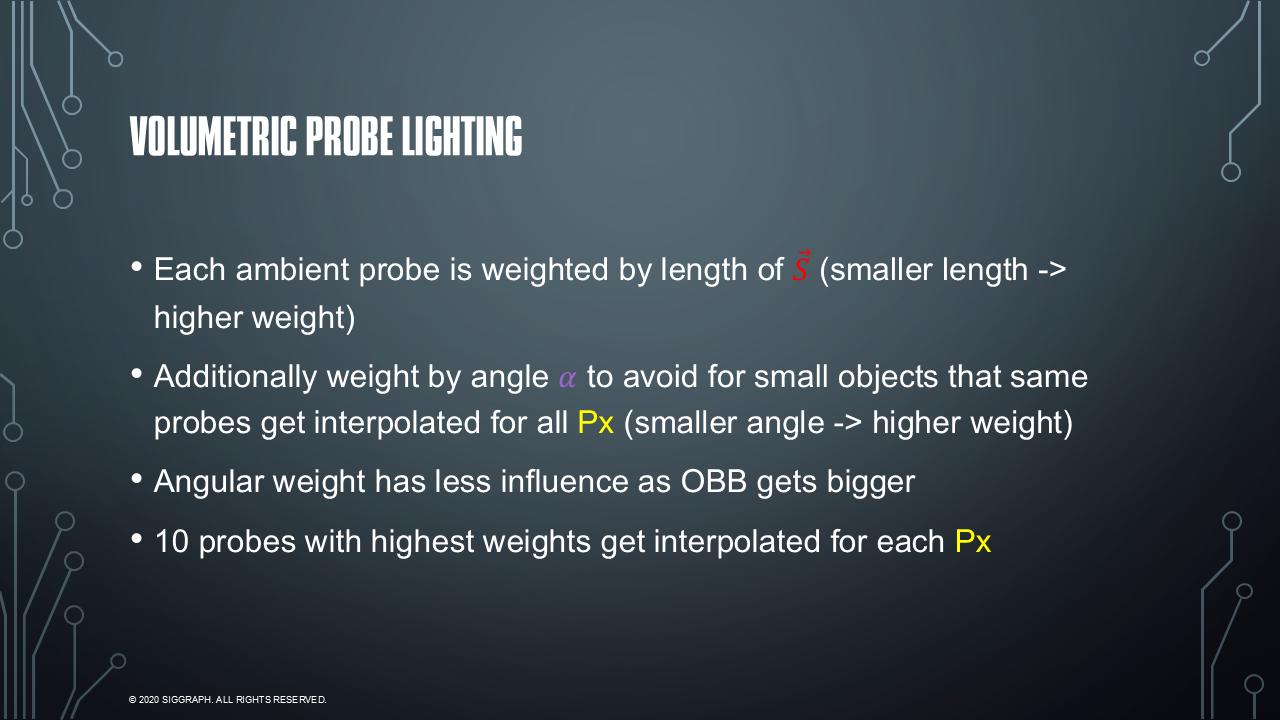 VOLUMETRIC PROBE LIGHTING
• Each ambient probe is weighted by length of S⃗ (smaller length ->
higher weight)
• Additionally weight by angle α to avoid for small objects that same
probes get interpolated for all Px (smaller angle -> higher weight)
• Angular weight has less influence as OBB gets bigger
• 10 probes with highest weights get interpolated for each Px
© 2020 SIGGRAPH. ALL RIGHTS RESERVED.